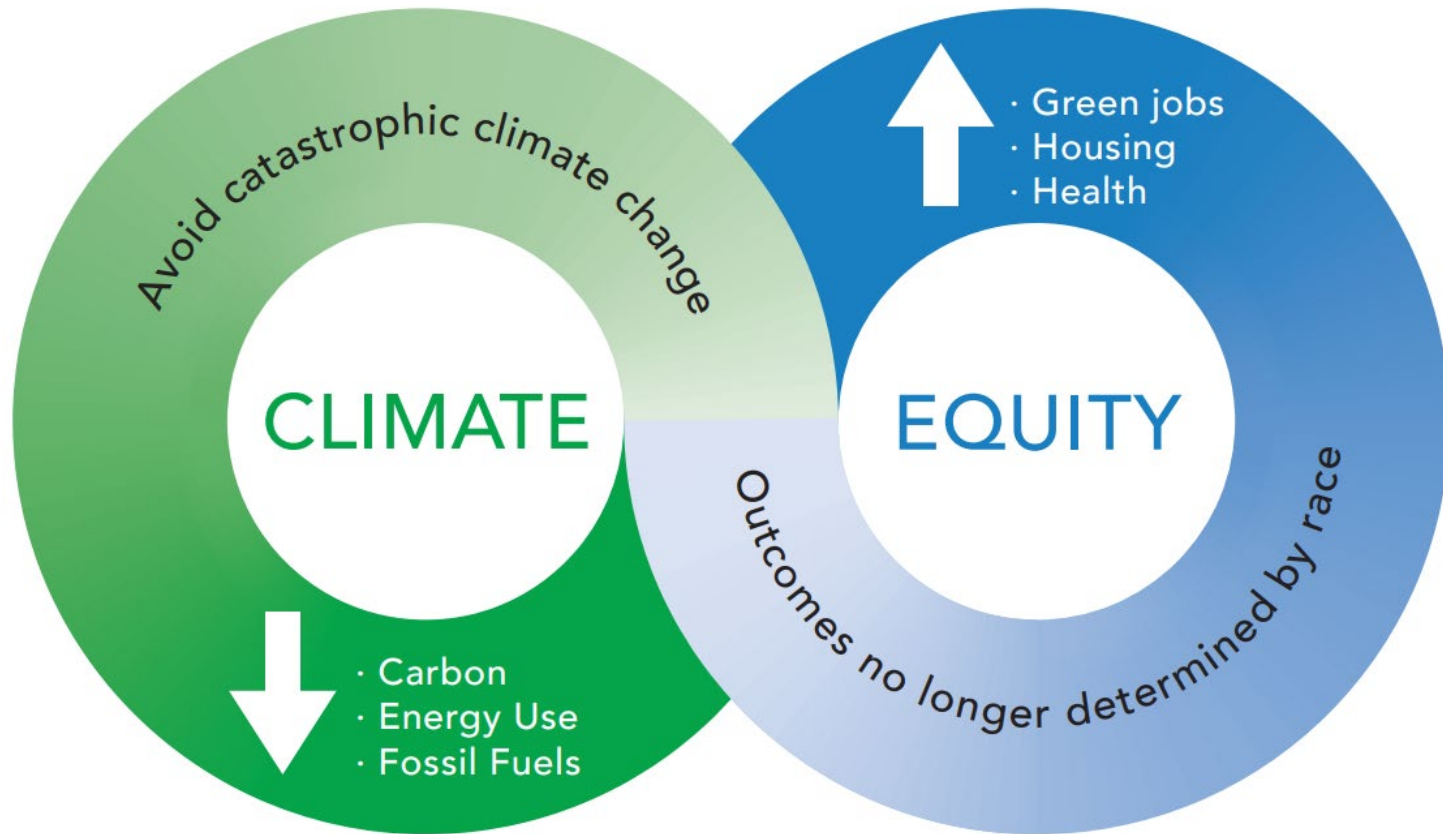 Avoid catastrophic climate change
CLIMATE
· Carbon
· Energy Use
· Fossil Fuels
· Green jobs
· Housing
· Health
EQUITY
Outcomes no longer determined by race